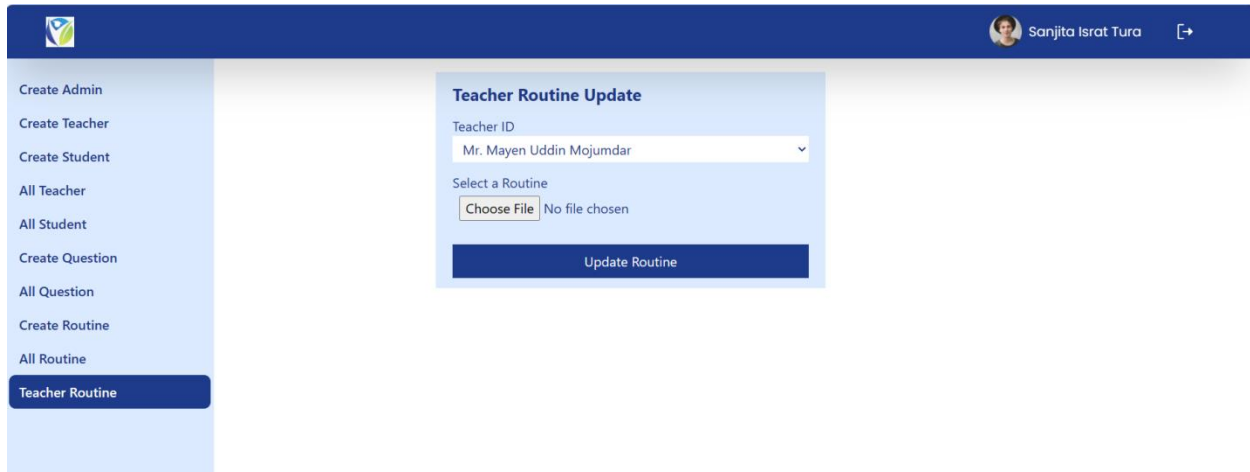 Sanjita Israt Tura
Create Admin
Create Teacher
Create Student
All Teacher
All Student
Create Question
All Question
Create Routine
All Routine
Teacher Routine
Teacher Routine Update
Teacher ID
Mr. Mayen Uddin Mojumdar
Select a Routine
Choose File No file chosen
Update Routine